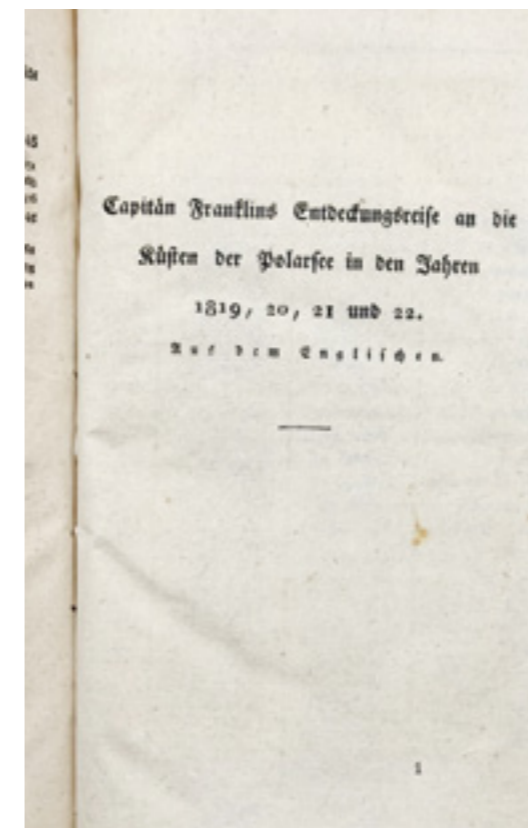 Capitän Franklins Entdeckungsreise an die
Küsten der Polarsee in den Jahren
1819, 20, 21 und 22.
Aus dem Englischen.
1